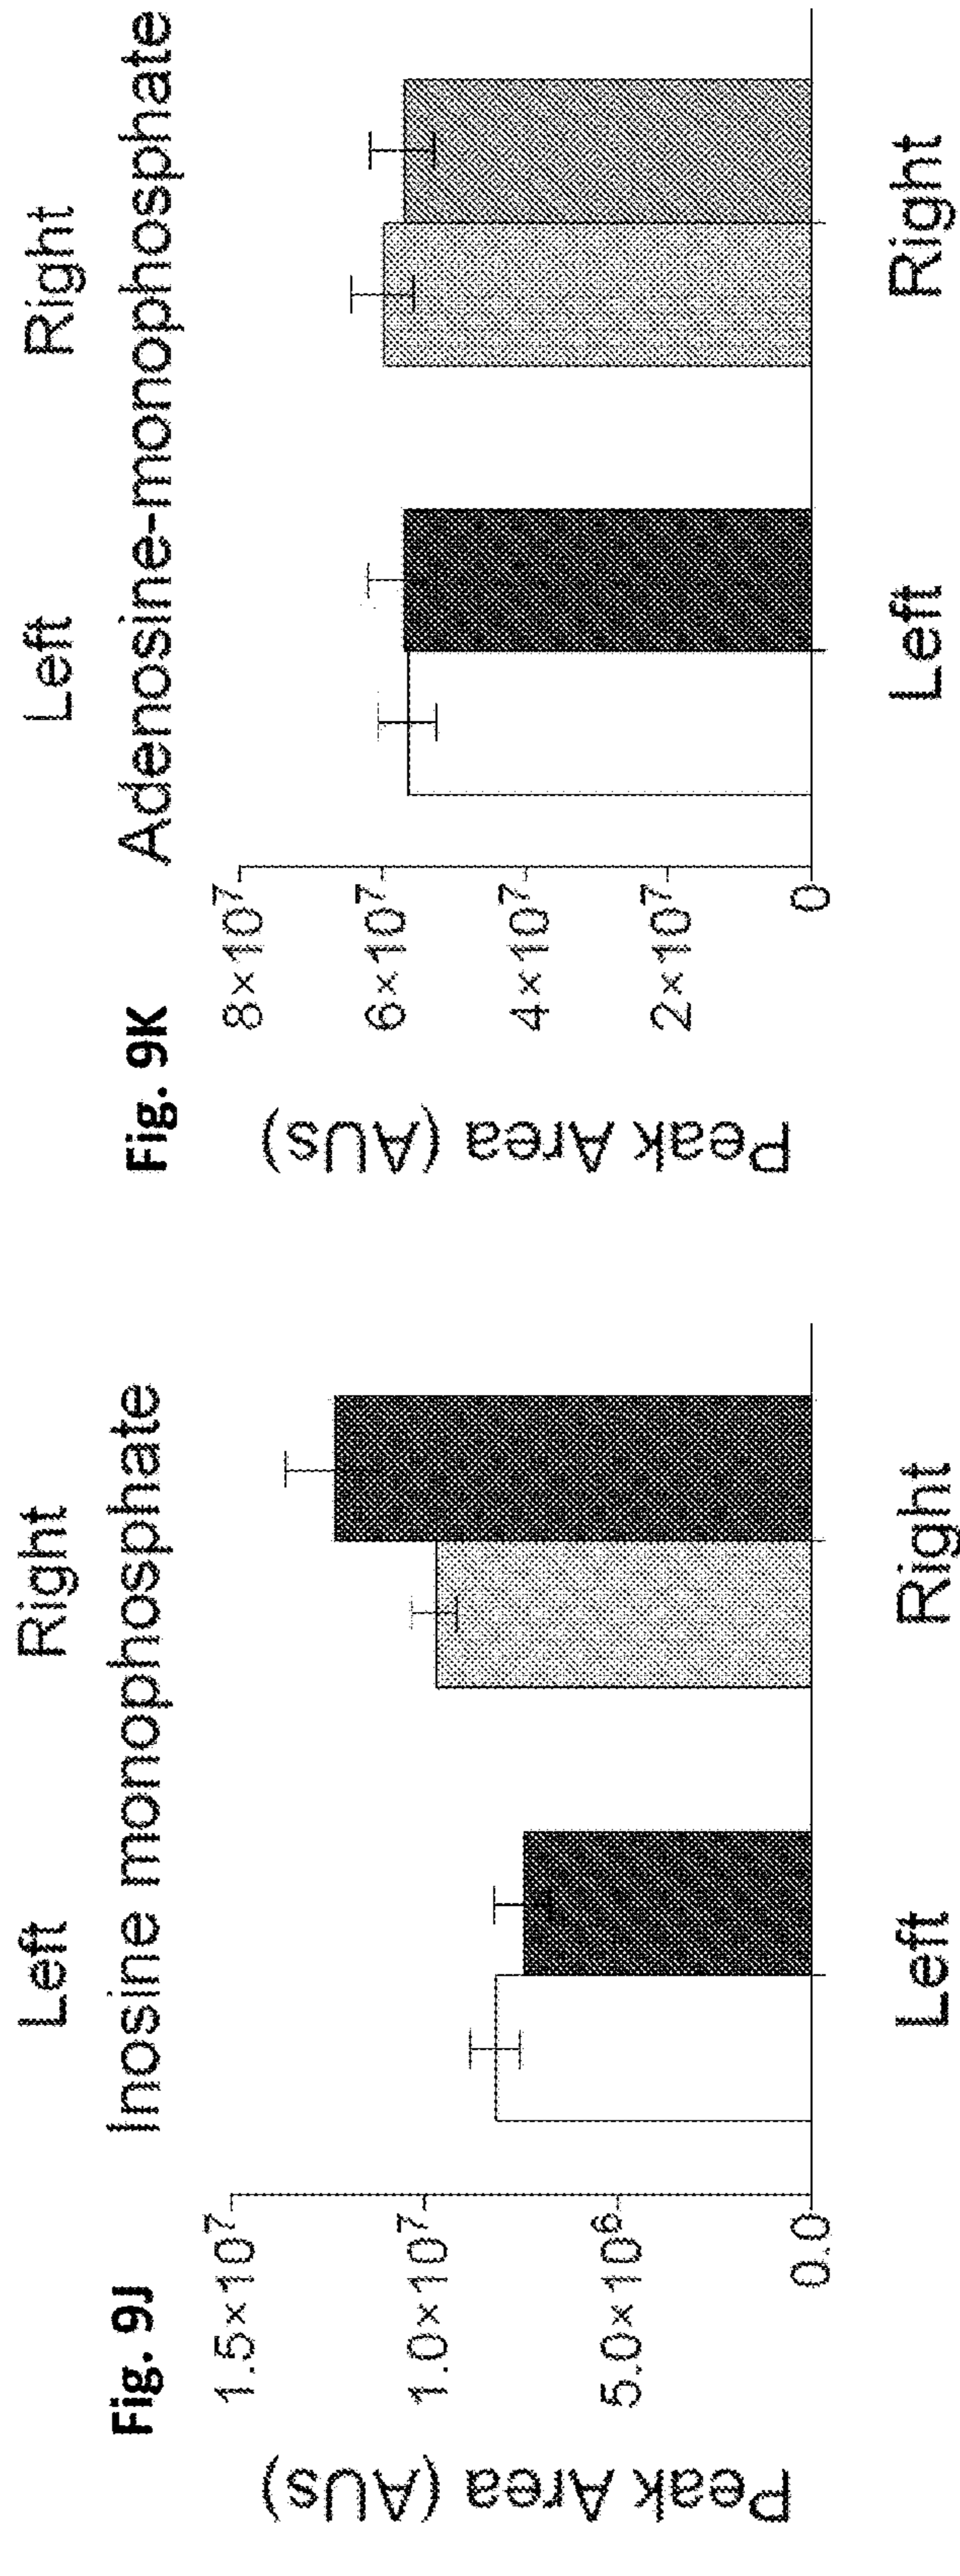 Left Right
Fig. 9J
Inosine monophosphate
Peak Area (AUs)
1.5×10⁷
1.0×10⁷
5.0×10⁶
0.0
Left Right
Left Right
Fig. 9K
Adenosine-monophosphate
Peak Area (AUs)
8×10⁷
6×10⁷
4×10⁷
2×10⁷
0
Left Right